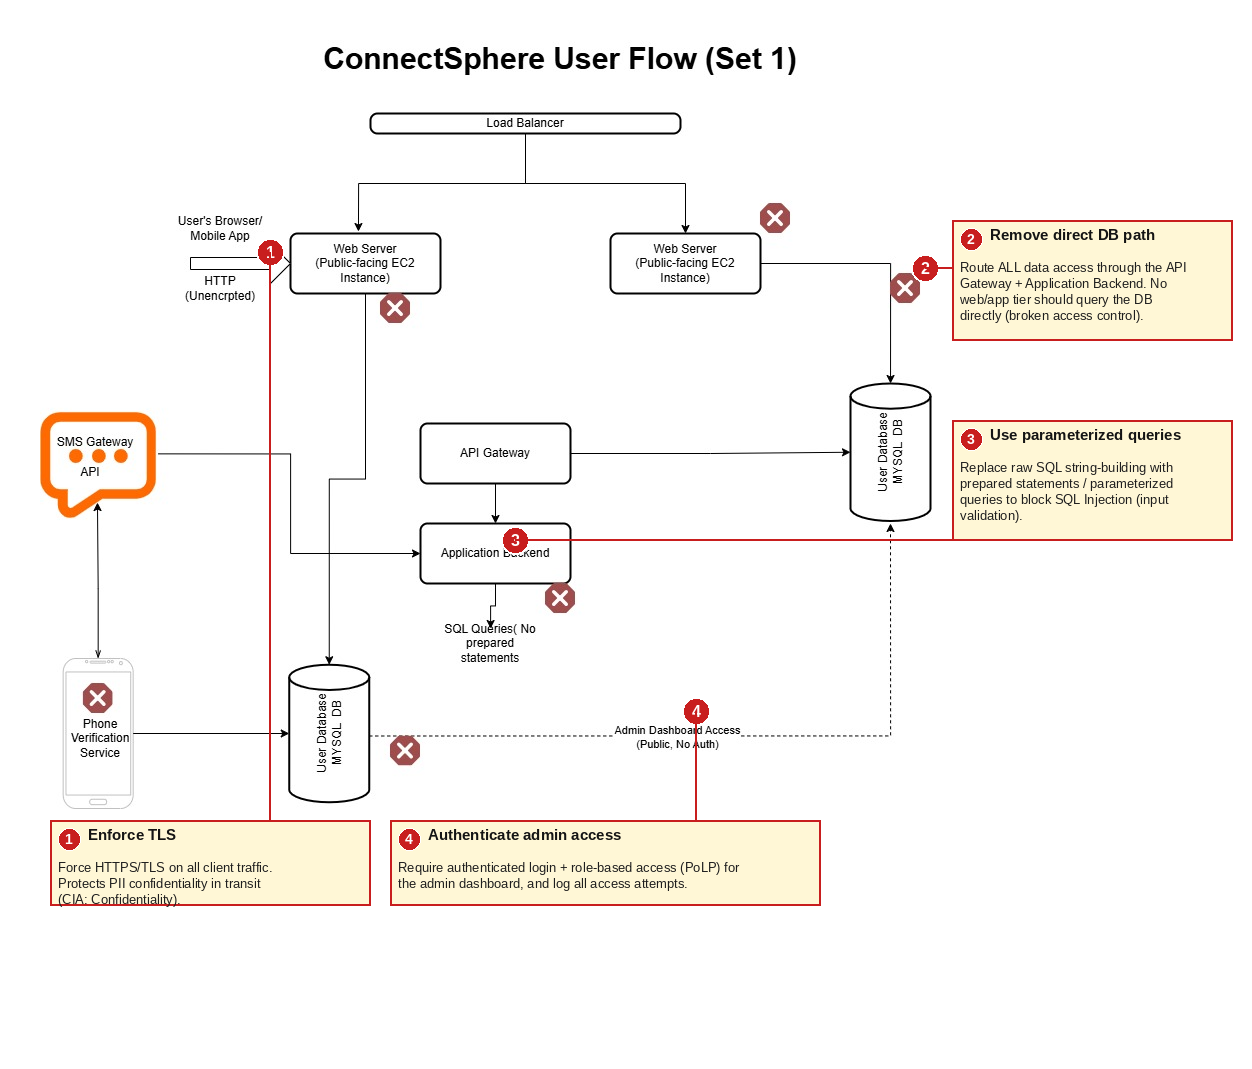 ConnectSphere User Flow (Set 1)
Load Balancer
User's Browser/
Mobile App
1
HTTP
(Unencrpted)
Web Server
(Public-facing EC2
Instance)
Web Server
(Public-facing EC2
Instance)
2
2 Remove direct DB path
Route ALL data access through the API
Gateway + Application Backend. No
web/app tier should query the DB
directly (broken access control).
SMS Gateway
API
API Gateway
User Database
MYSQL DB
3 Use parameterized queries
Replace raw SQL string-building with
prepared statements / parameterized
queries to block SQL Injection (input
validation).
Application Backend
3
SQL Queries( No
prepared
statements
Phone
Verification
Service
User Database
MYSQL DB
4
Admin Dashboard Access
(Public, No Auth)
1 Enforce TLS
Force HTTPS/TLS on all client traffic.
Protects PII confidentiality in transit
(CIA: Confidentiality).
4 Authenticate admin access
Require authenticated login + role-based access (PoLP) for
the admin dashboard, and log all access attempts.